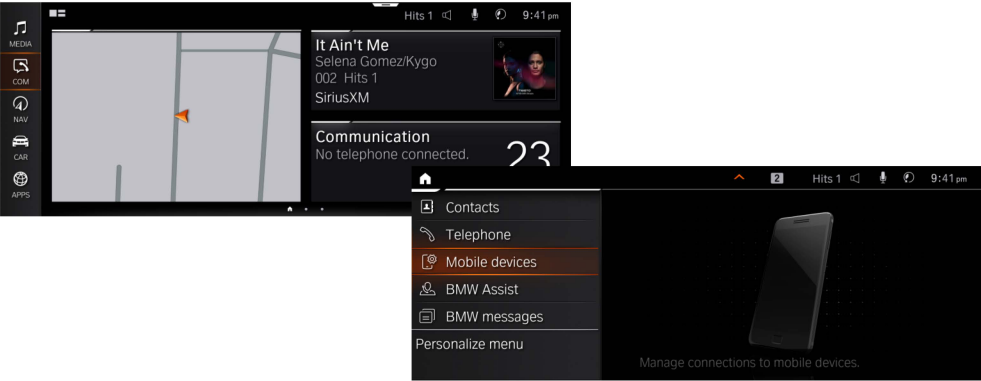 Hits 1 9:41 pm
MEDIA
COM
NAV
CAR
APPS
It Ain't Me
Selena Gomez/Kygo
002 Hits 1
SiriusXM
Communication
No telephone connected.
23
2 Hits 1 9:41 pm
Contacts
Telephone
Mobile devices
BMW Assist
BMW messages
Personalize menu
Manage connections to mobile devices.